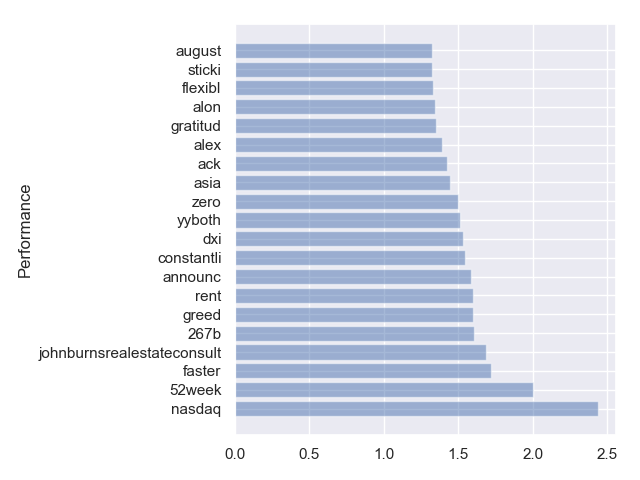 august
sticki
flexibl
alon
gratitud
alex
ack
asia
zero
yyboth
dxi
constantli
announc
rent
greed
267b
johnburnsrealestateconsult
faster
52week
nasdaq
Performance
0.0 0.5 1.0 1.5 2.0 2.5